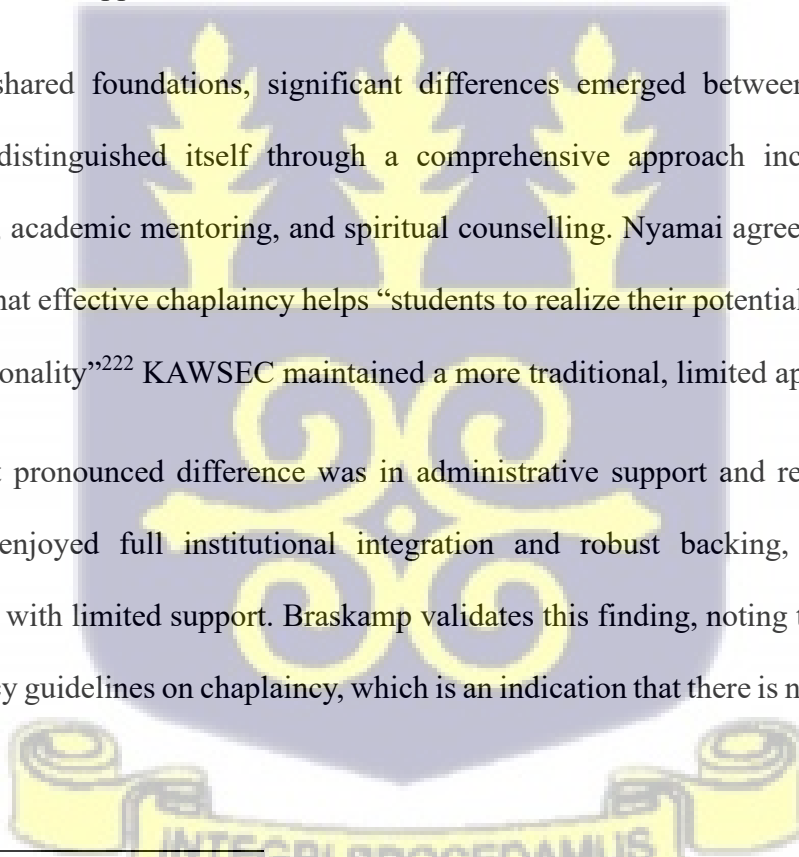 shared foundations, significant differences emerged between
distinguished itself through a comprehensive approach inc
, academic mentoring, and spiritual counselling. Nyamai agree
hat effective chaplaincy helps “students to realize their potential
onality”222 KAWSEC maintained a more traditional, limited ap
t pronounced difference was in administrative support and re
enjoyed full institutional integration and robust backing,
with limited support. Braskamp validates this finding, noting t
cy guidelines on chaplaincy, which is an indication that there is n
INTEGRI PROCEDAMUS